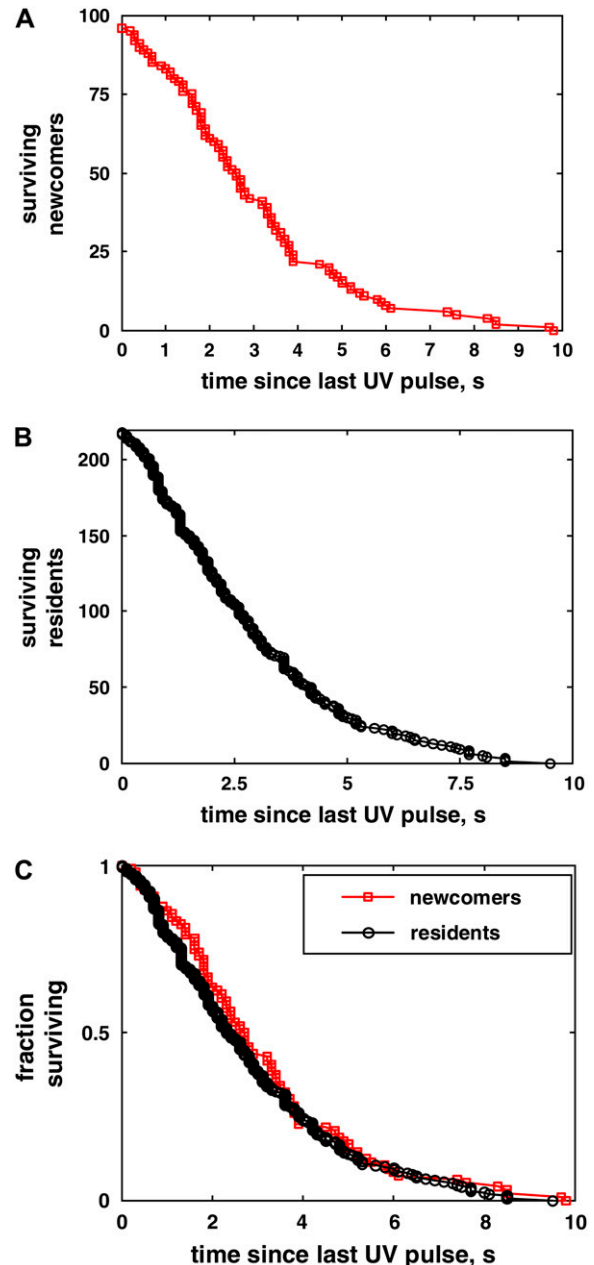 A
100
75
50
25
0
surviving
newcomers
0 1 2 3 4 5 6 7 8 9 10
time since last UV pulse, s
B
200
150
100
50
0
surviving
residents
0 2.5 5 7.5 10
time since last UV pulse, s
C
1
0.5
0
fraction
surviving
newcomers
residents
0 2 4 6 8 10
time since last UV pulse, s